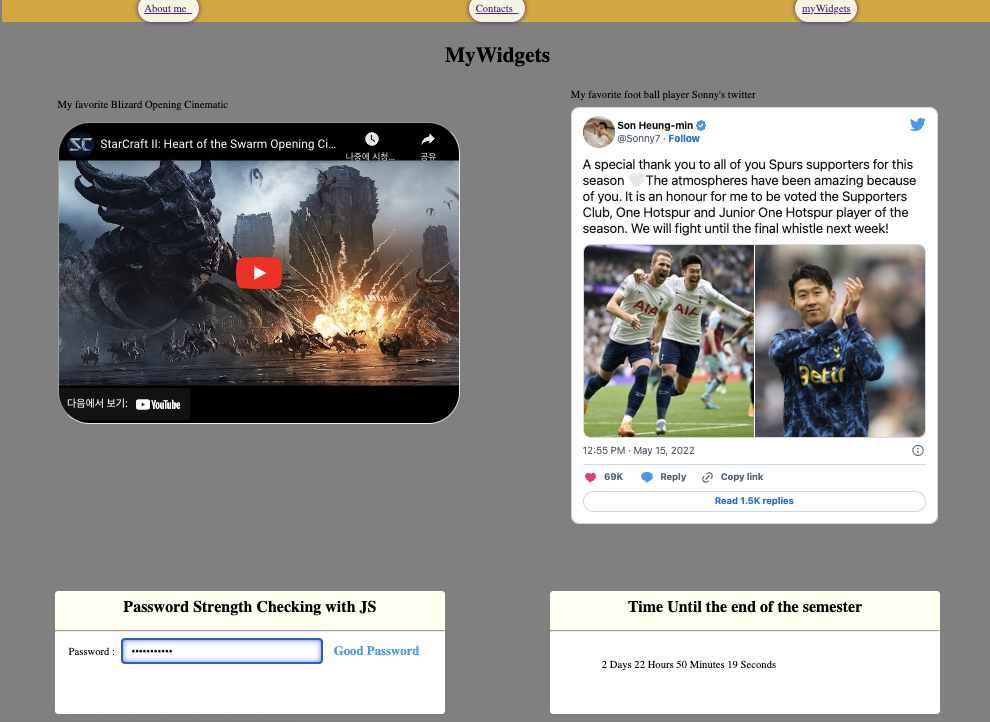 About me
Contacts
myWidgets
MyWidgets
My favorite Blizard Opening Cinematic
StarCraft II: Heart of the Swarm Opening Ci...
나중에 시청...
공유
다음에서 보기: YouTube
My favorite foot ball player Sonny's twitter
Son Heung-min
@Sonny7 · Follow
A special thank you to all of you Spurs supporters for this
season 🤍The atmospheres have been amazing because
of you. It is an honour for me to be voted the Supporters
Club, One Hotspur and Junior One Hotspur player of the
season. We will fight until the final whistle next week!
AIA
AIA
getir
12:55 PM · May 15, 2022
69K Reply Copy link
Read 1.5K replies
Password Strength Checking with JS
Password : ••••••••••• Good Password
Time Until the end of the semester
2 Days 22 Hours 50 Minutes 19 Seconds